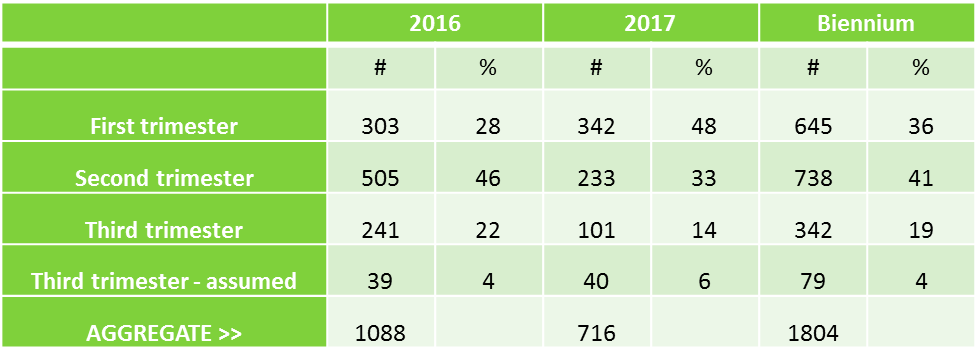 2016 2017 Biennium
# % # % # %
First trimester 303 28 342 48 645 36
Second trimester 505 46 233 33 738 41
Third trimester 241 22 101 14 342 19
Third trimester - assumed 39 4 40 6 79 4
AGGREGATE >> 1088 716 1804